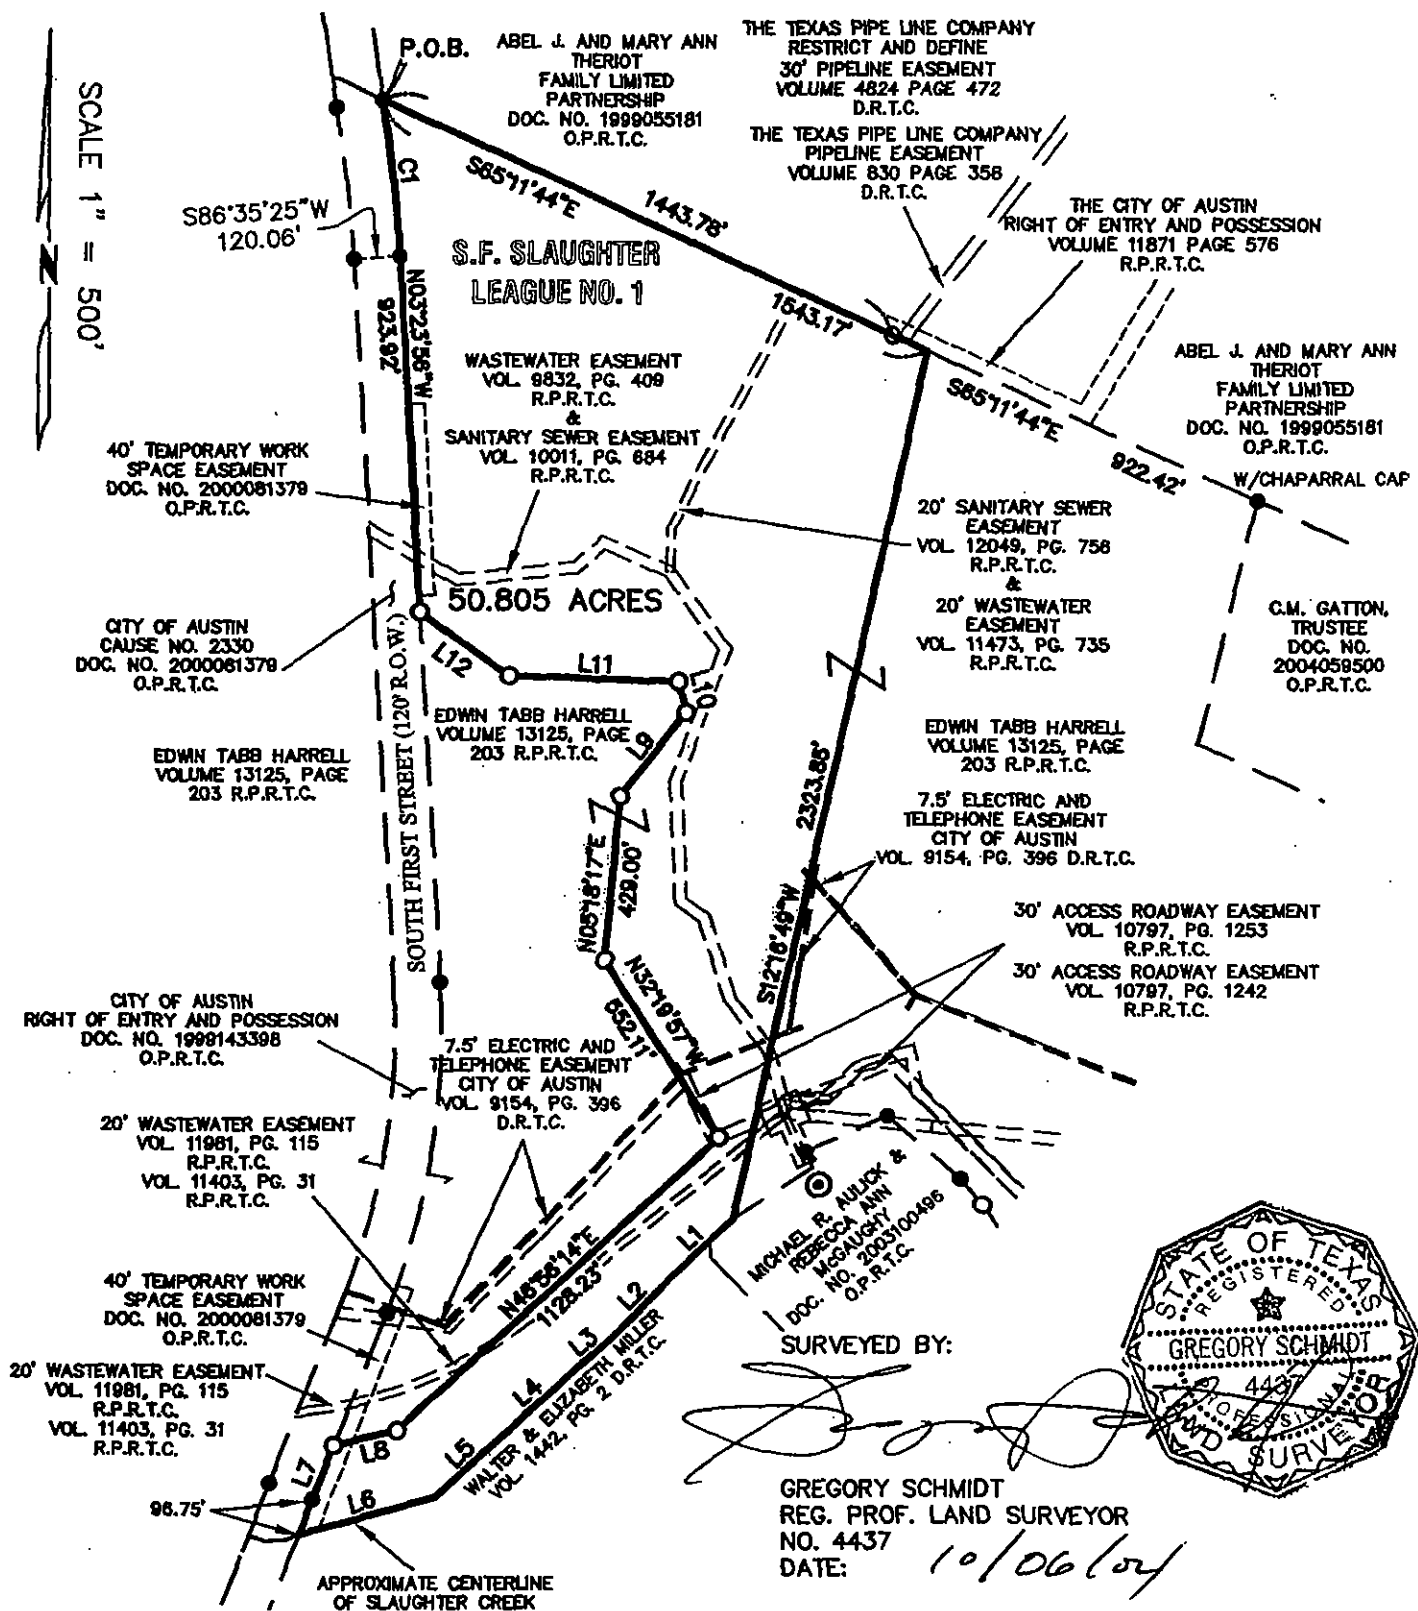 P.O.B.
ABEL J. AND MARY ANN
THERIOT
FAMILY LIMITED
PARTNERSHIP
DOC. NO. 1999055181
O.P.R.T.C.
THE TEXAS PIPE LINE COMPANY
RESTRICT AND DEFINE
30' PIPELINE EASEMENT
VOLUME 4824 PAGE 472
D.R.T.C.
THE TEXAS PIPE LINE COMPANY
PIPELINE EASEMENT
VOLUME 830 PAGE 358
D.R.T.C.
SCALE 1" = 500'
N
C1
S65°11'44"E
1443.78'
1543.17'
S86°35'25"W
120.06'
S.F. SLAUGHTER
LEAGUE NO. 1
THE CITY OF AUSTIN
RIGHT OF ENTRY AND POSSESSION
VOLUME 11871 PAGE 576
R.P.R.T.C.
N03°23'56"W
923.92'
WASTEWATER EASEMENT
VOL. 9832, PG. 409
R.P.R.T.C.
&
SANITARY SEWER EASEMENT
VOL. 10011, PG. 684
R.P.R.T.C.
S65°11'44"E
922.42'
ABEL J. AND MARY ANN
THERIOT
FAMILY LIMITED
PARTNERSHIP
DOC. NO. 1999055181
O.P.R.T.C.
W/CHAPARRAL CAP
40' TEMPORARY WORK
SPACE EASEMENT
DOC. NO. 2000081379
O.P.R.T.C.
20' SANITARY SEWER
EASEMENT
VOL. 12049, PG. 756
R.P.R.T.C.
&
20' WASTEWATER
EASEMENT
VOL. 11473, PG. 735
R.P.R.T.C.
50.805 ACRES
CITY OF AUSTIN
CAUSE NO. 2330
DOC. NO. 2000081379
O.P.R.T.C.
C.M. GATTON,
TRUSTEE
DOC. NO.
2004059500
O.P.R.T.C.
L12
L11
L10
L9
EDWIN TABB HARRELL
VOLUME 13125, PAGE
203 R.P.R.T.C.
EDWIN TABB HARRELL
VOLUME 13125, PAGE
203 R.P.R.T.C.
EDWIN TABB HARRELL
VOLUME 13125, PAGE
203 R.P.R.T.C.
SOUTH FIRST STREET (120' R.O.W.)
2323.85'
S12°16'49"W
7.5' ELECTRIC AND
TELEPHONE EASEMENT
CITY OF AUSTIN
VOL. 9154, PG. 396 D.R.T.C.
N05°18'17"E
429.00'
30' ACCESS ROADWAY EASEMENT
VOL. 10797, PG. 1253
R.P.R.T.C.
30' ACCESS ROADWAY EASEMENT
VOL. 10797, PG. 1242
R.P.R.T.C.
N32°19'57"W
552.11'
CITY OF AUSTIN
RIGHT OF ENTRY AND POSSESSION
DOC. NO. 1999143398
O.P.R.T.C.
7.5' ELECTRIC AND
TELEPHONE EASEMENT
CITY OF AUSTIN
VOL. 9154, PG. 396
D.R.T.C.
20' WASTEWATER EASEMENT
VOL. 11981, PG. 115
R.P.R.T.C.
VOL. 11403, PG. 31
R.P.R.T.C.
MICHAEL R. AULICK &
REBECCA ANN
McGAUGHY
DOC. NO. 2003100496
O.P.R.T.C.
40' TEMPORARY WORK
SPACE EASEMENT
DOC. NO. 2000081379
O.P.R.T.C.
N46°56'14"E
1128.23'
L1
L2
L3
L4
L5
L6
L7
L8
WALTER & ELIZABETH MILLER
VOL. 1442, PG. 2 D.R.T.C.
20' WASTEWATER EASEMENT
VOL. 11981, PG. 115
R.P.R.T.C.
VOL. 11403, PG. 31
R.P.R.T.C.
96.75'
APPROXIMATE CENTERLINE
OF SLAUGHTER CREEK
SURVEYED BY:
STATE OF TEXAS
REGISTERED
GREGORY SCHMIDT
4437
PROFESSIONAL
LAND SURVEYOR
GREGORY SCHMIDT
REG. PROF. LAND SURVEYOR
NO. 4437
DATE: 10/06/04